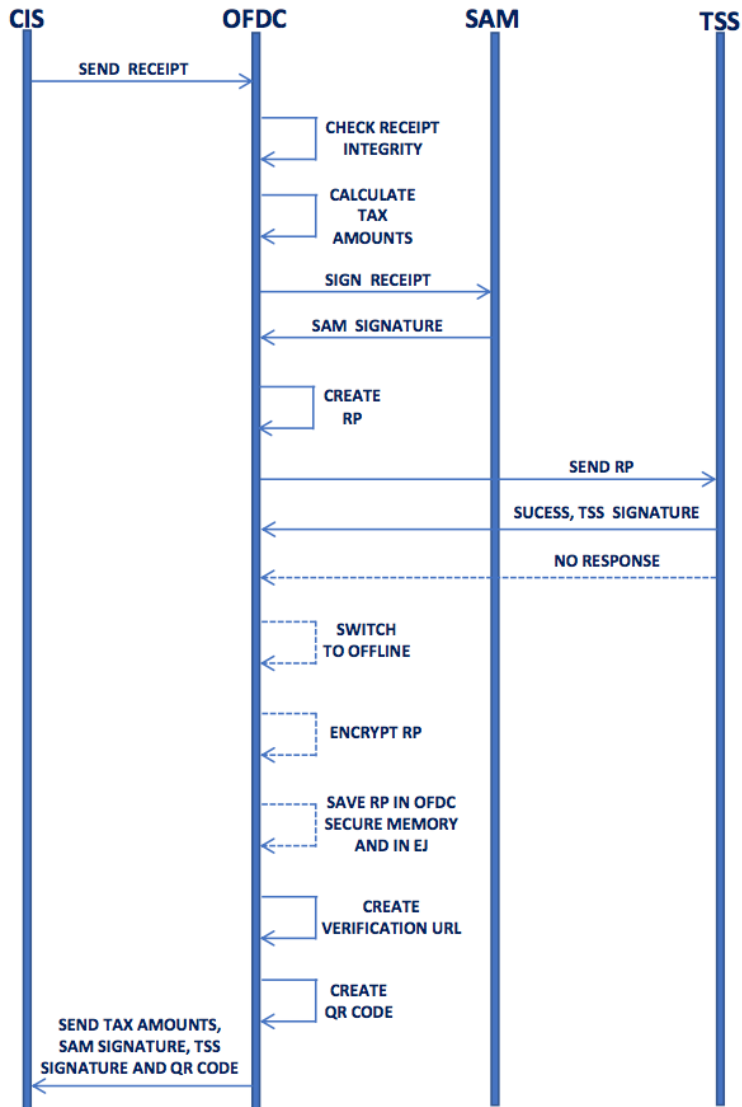 CIS OFDC SAM TSS
SEND RECEIPT
CHECK RECEIPT
INTEGRITY
CALCULATE
TAX
AMOUNTS
SIGN RECEIPT
SAM SIGNATURE
CREATE
RP
SEND RP
SUCESS, TSS SIGNATURE
NO RESPONSE
SWITCH
TO OFFLINE
ENCRYPT RP
SAVE RP IN OFDC
SECURE MEMORY
AND IN EJ
CREATE
VERIFICATION URL
CREATE
QR CODE
SEND TAX AMOUNTS,
SAM SIGNATURE, TSS
SIGNATURE AND QR CODE